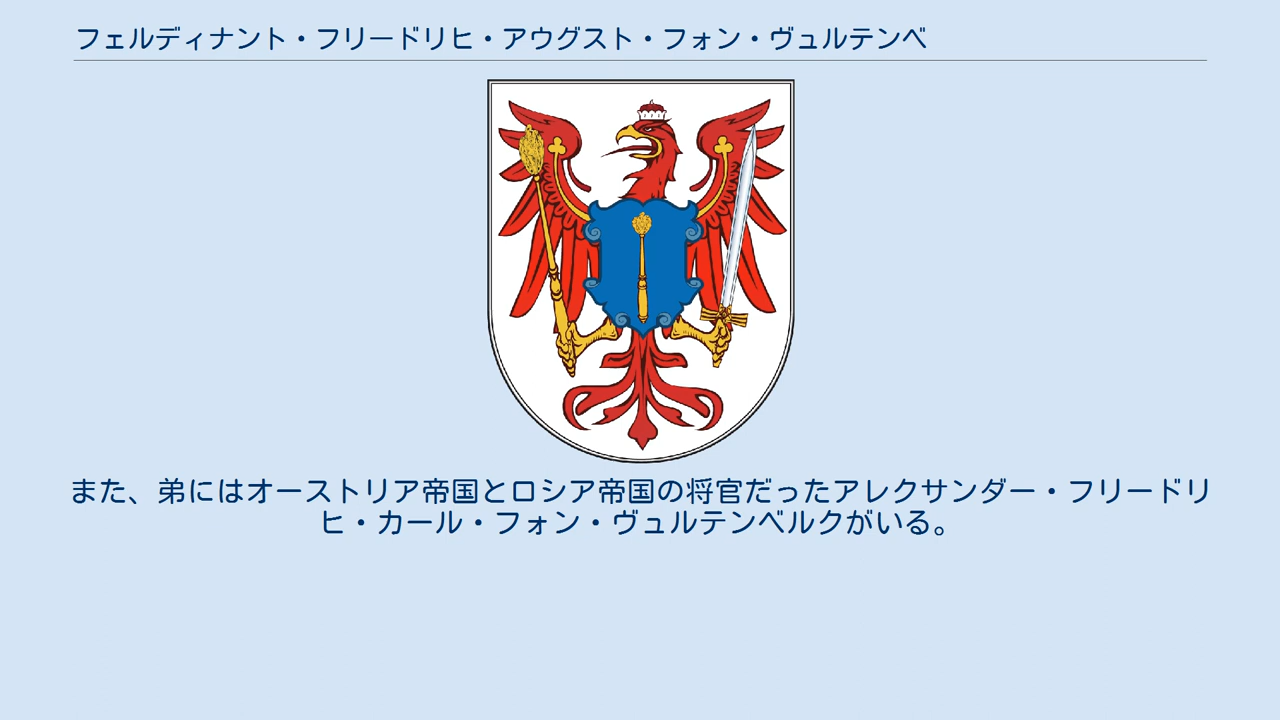 フェルディナント・フリードリヒ・アウグスト・フォン・ヴュルテンベ
また、弟にはオーストリア帝国とロシア帝国の将官だったアレクサンダー・フリードリ
ヒ・カール・フォン・ヴュルテンベルクがいる。